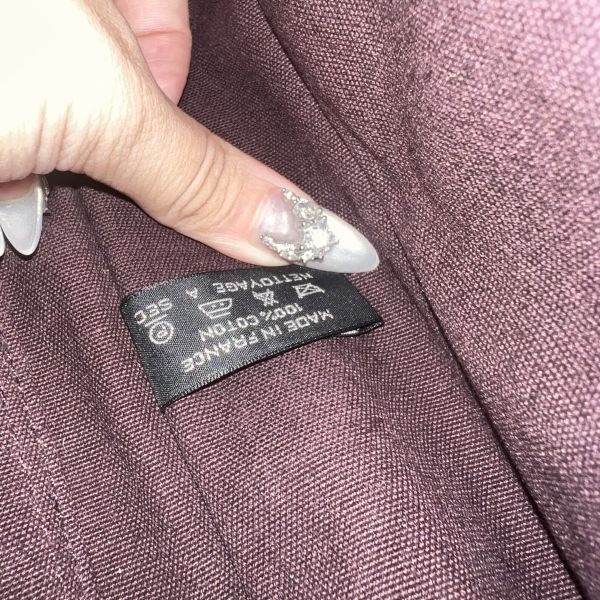 MADE IN FRANCE
100% COTON
P
NETTOYAGE A SEC